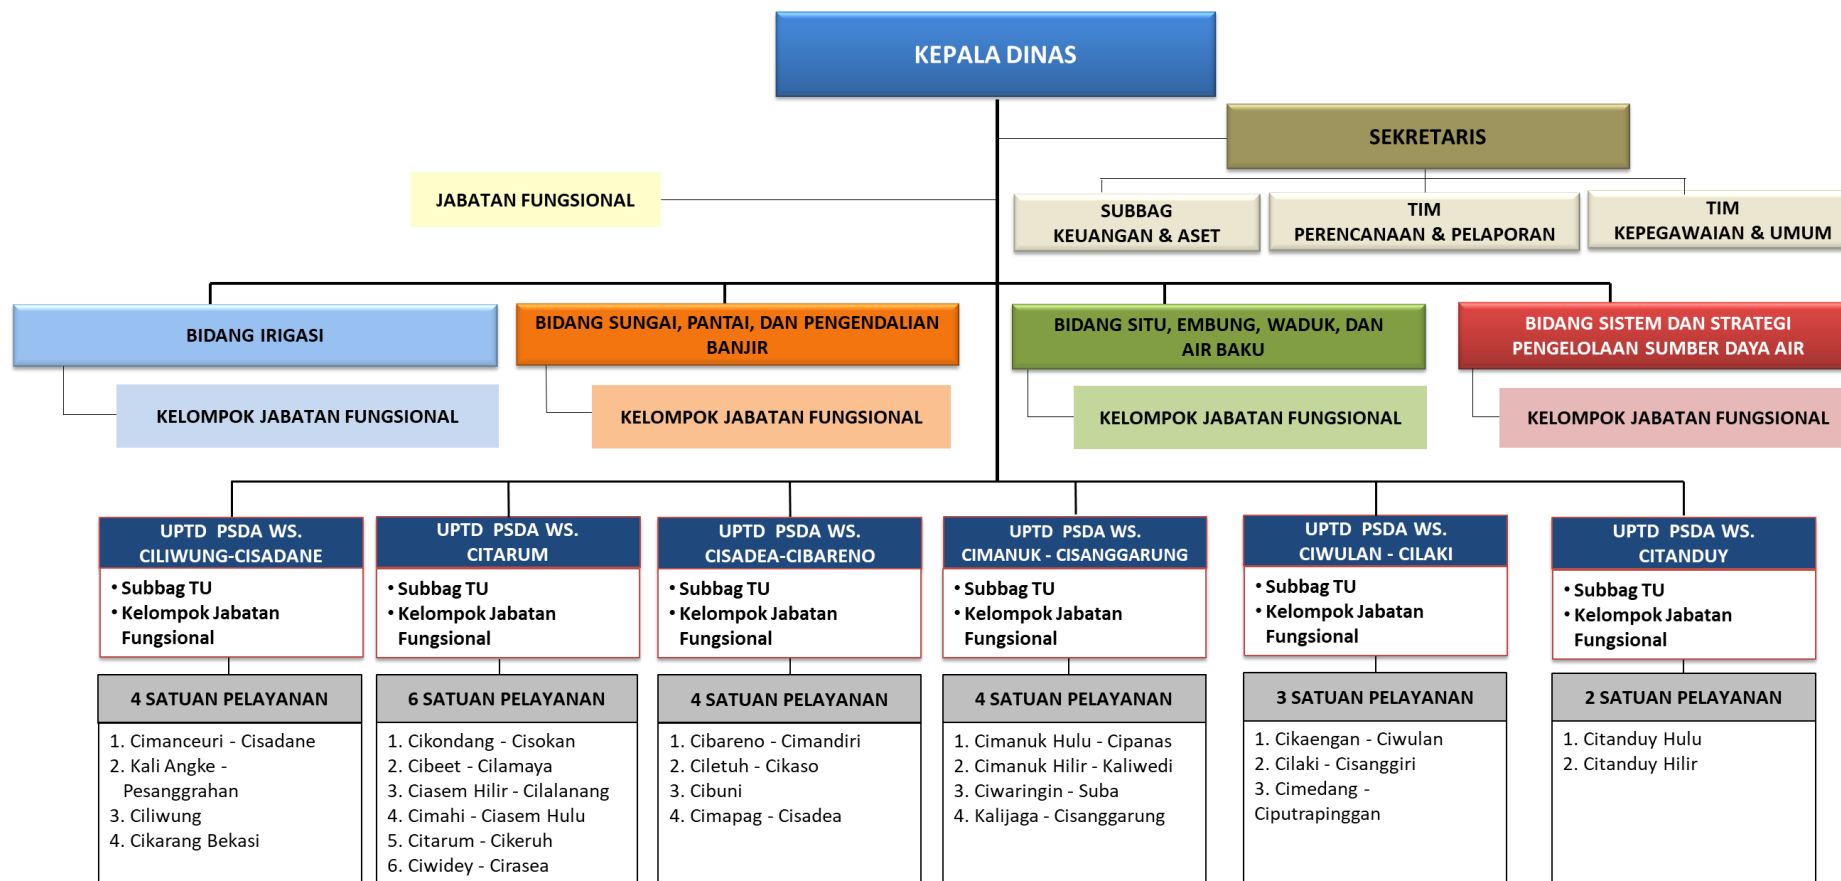 KEPALA DINAS
SEKRETARIS
JABATAN FUNGSIONAL
SUBBAG
KEUANGAN & ASET
TIM
PERENCANAAN & PELAPORAN
TIM
KEPEGAWAIAN & UMUM
BIDANG IRIGASI
BIDANG SUNGAI, PANTAI, DAN PENGENDALIAN
BANJIR
BIDANG SITU, EMBUNG, WADUK, DAN
AIR BAKU
BIDANG SISTEM DAN STRATEGI
PENGELOLAAN SUMBER DAYA AIR
KELOMPOK JABATAN FUNGSIONAL
KELOMPOK JABATAN FUNGSIONAL
KELOMPOK JABATAN FUNGSIONAL
KELOMPOK JABATAN FUNGSIONAL
UPTD PSDA WS.
CILIWUNG-CISADANE
• Subbag TU
• Kelompok Jabatan
Fungsional
4 SATUAN PELAYANAN
1. Cimanceuri - Cisadane
2. Kali Angke -
Pesanggrahan
3. Ciliwung
4. Cikarang Bekasi
UPTD PSDA WS.
CITARUM
• Subbag TU
• Kelompok Jabatan
Fungsional
6 SATUAN PELAYANAN
1. Cikondang - Cisokan
2. Cibeet - Cilamaya
3. Ciasem Hilir - Cilalanang
4. Cimahi - Ciasem Hulu
5. Citarum - Cikeruh
6. Ciwidey - Cirasea
UPTD PSDA WS.
CISADEA-CIBARENO
• Subbag TU
• Kelompok Jabatan
Fungsional
4 SATUAN PELAYANAN
1. Cibareno - Cimandiri
2. Ciletuh - Cikaso
3. Cibuni
4. Cimapag - Cisadea
UPTD PSDA WS.
CIMANUK - CISANGGARUNG
• Subbag TU
• Kelompok Jabatan
Fungsional
4 SATUAN PELAYANAN
1. Cimanuk Hulu - Cipanas
2. Cimanuk Hilir - Kaliwedi
3. Ciwaringin - Suba
4. Kalijaga - Cisanggarung
UPTD PSDA WS.
CIWULAN - CILAKI
• Subbag TU
• Kelompok Jabatan
Fungsional
3 SATUAN PELAYANAN
1. Cikaengan - Ciwulan
2. Cilaki - Cisanggiri
3. Cimedang -
Ciputrapinggan
UPTD PSDA WS.
CITANDUY
• Subbag TU
• Kelompok Jabatan
Fungsional
2 SATUAN PELAYANAN
1. Citanduy Hulu
2. Citanduy Hilir